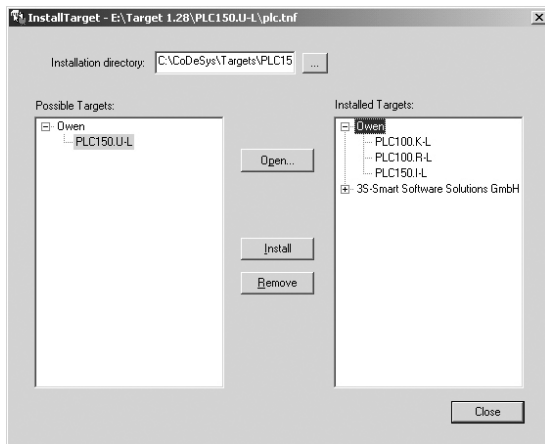 InstallTarget - E:\Target 1.28\PLC150.U-L\plc.tnf
Installation directory: C:\CoDeSys\Targets\PLC15 ...
Possible Targets:
Owen
PLC150.U-L
Open...
Install
Remove
Installed Targets:
Owen
PLC100.K-L
PLC100.R-L
PLC150.I-L
3S-Smart Software Solutions GmbH
Close